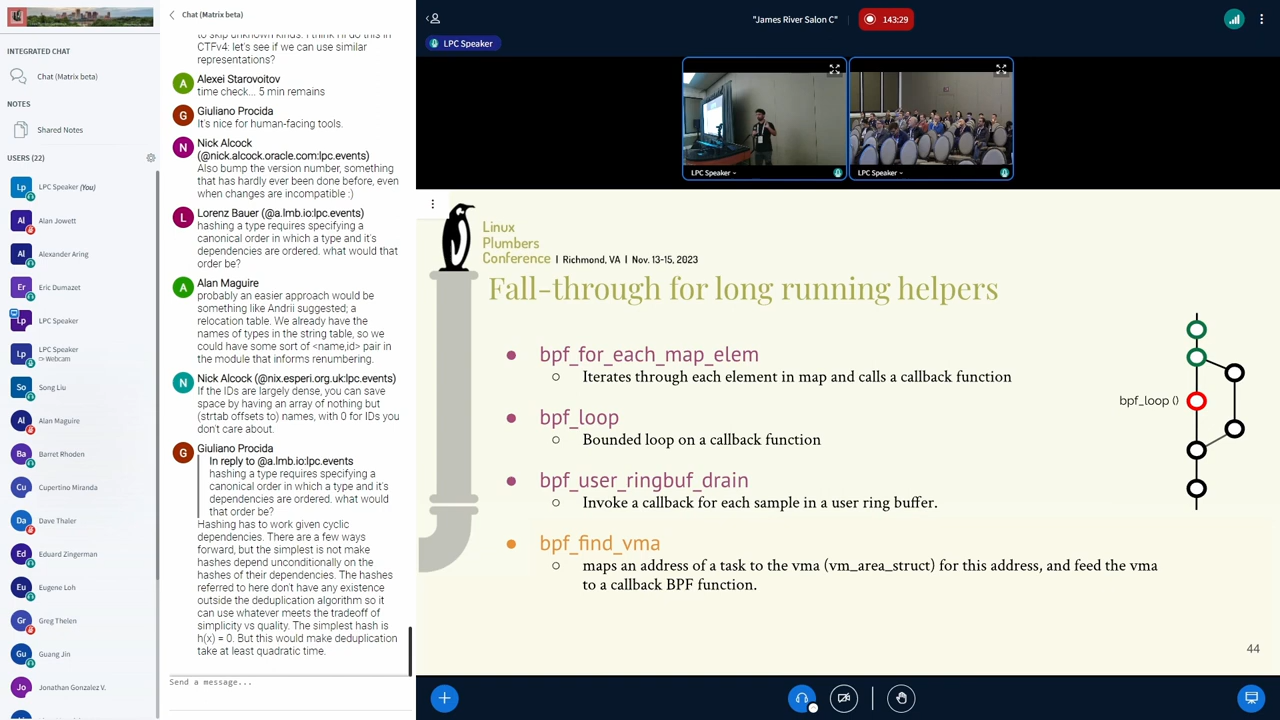 INTEGRATED CHAT
Chat (Matrix beta)
NOTES
Shared Notes
USERS (22)
Lp
LPC Speaker (You)
Al
Alan Jowett
Al
Alexander Aring
Er
Eric Dumazet
Lp
LPC Speaker
Lp
LPC Speaker
Webcam
So
Song Liu
Al
Alan Maguire
Ba
Barret Rhoden
Cu
Cupertino Miranda
Da
Dave Thaler
Ed
Eduard Zingerman
Eu
Eugene Loh
Gr
Greg Thelen
Gu
Guang Jin
Jo
Jonathan Gonzalez V.
Chat (Matrix beta)
to skip unknown kinds. I think I'll do this in
CTFv4: let's see if we can use similar
representations?
A
Alexei Starovoitov
time check... 5 min remains
G
Giuliano Procida
It's nice for human-facing tools.
N
Nick Alcock
(@nick.alcock.oracle.com:lpc.events)
Also bump the version number, something
that has hardly ever been done before, even
when changes are incompatible :)
L
Lorenz Bauer (@a.lmb.io:lpc.events)
hashing a type requires specifying a
canonical order in which a type and it's
dependencies are ordered. what would that
order be?
A
Alan Maguire
probably an easier approach would be
something like Andrii suggested; a
relocation table. We already have the
names of types in the string table, so we
could have some sort of <name,id> pair in
the module that informs renumbering.
N
Nick Alcock (@nix.esperi.org.uk:lpc.events)
If the IDs are largely dense, you can save
space by having an array of nothing but
(strtab offsets to) names, with 0 for IDs you
don't care about.
G
Giuliano Procida
In reply to @a.lmb.io:lpc.events
hashing a type requires specifying a
canonical order in which a type and it's
dependencies are ordered. what would
that order be?
Hashing has to work given cyclic
dependencies. There are a few ways
forward, but the simplest is not make
hashes depend unconditionally on the
hashes of their dependencies. The hashes
referred to here don't have any existence
outside the deduplication algorithm so it
can use whatever meets the tradeoff of
simplicity vs quality. The simplest hash is
h(x) = 0. But this would make deduplication
take at least quadratic time.
Send a message...
"James River Salon C"
143:29
LPC Speaker
LPC Speaker
LPC Speaker
Linux
Plumbers
Conference | Richmond, VA | Nov. 13-15, 2023
Fall-through for long running helpers
bpf_for_each_map_elem
Iterates through each element in map and calls a callback function
bpf_loop
Bounded loop on a callback function
bpf_user_ringbuf_drain
Invoke a callback for each sample in a user ring buffer.
bpf_find_vma
maps an address of a task to the vma (vm_area_struct) for this address, and feed the vma
to a callback BPF function.
bpf_loop ()
44